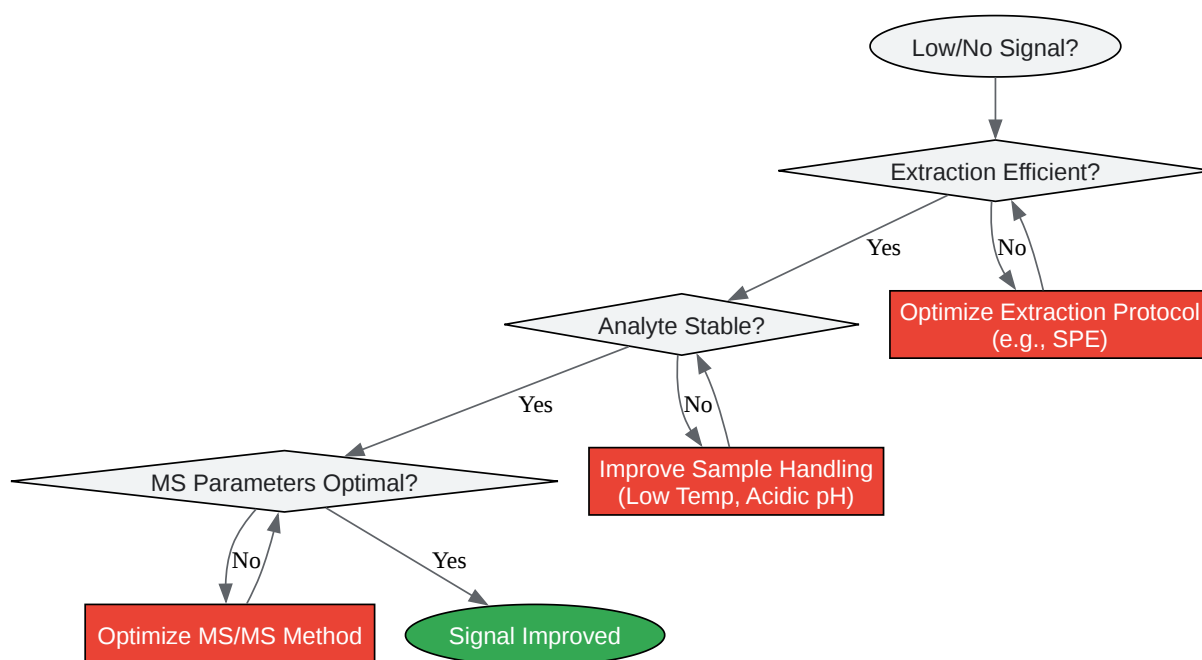 Low/No Signal?
Extraction Efficient?
Yes
No
Optimize Extraction Protocol
(e.g., SPE)
Analyte Stable?
Yes
No
Improve Sample Handling
(Low Temp, Acidic pH)
MS Parameters Optimal?
No
Yes
Optimize MS/MS Method
Signal Improved